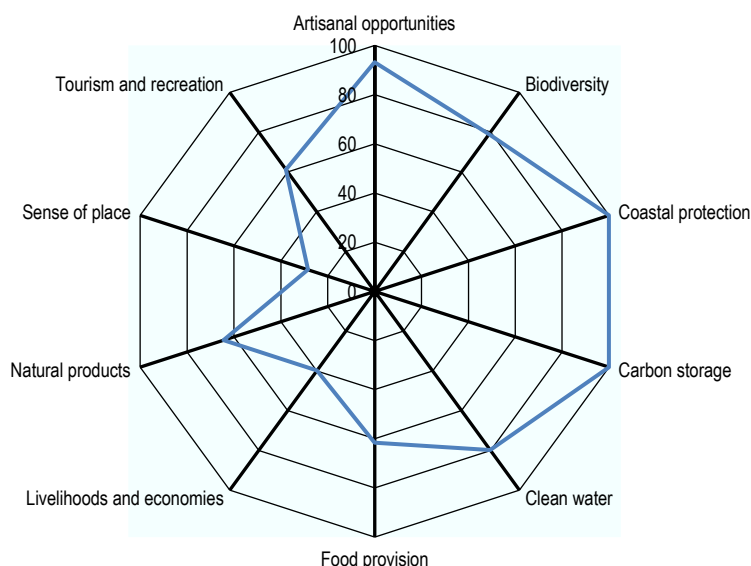 Artisanal opportunities
100
Tourism and recreation
Biodiversity
80
60
Sense of place
Coastal protection
40
20
0
Natural products
Carbon storage
Livelihoods and economies
Clean water
Food provision